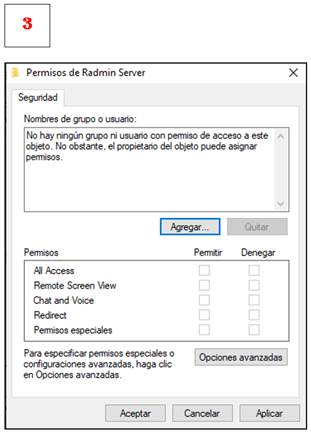 3
Permisos de Radmin Server
Seguridad
Nombres de grupo o usuario:
No hay ningún grupo ni usuario con permiso de acceso a este
objeto. No obstante, el propietario del objeto puede asignar
permisos.
Agregar...
Quitar
Permisos
Permitir
Denegar
All Access
Remote Screen View
Chat and Voice
Redirect
Permisos especiales
Para especificar permisos especiales o
configuraciones avanzadas, haga clic
en Opciones avanzadas.
Opciones avanzadas
Aceptar
Cancelar
Aplicar